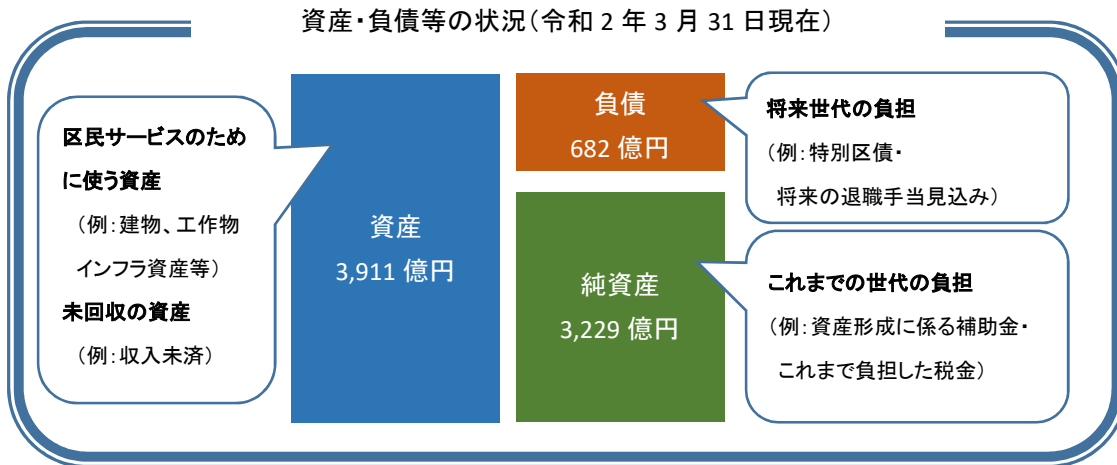 資産・負債等の状況(令和 2 年 3 月 31 日現在)
区民サービスのため
に使う資産
(例:建物、工作物
インフラ資産等)
未回収の資産
(例:収入未済)
資産
3,911 億円
負債
682 億円
将来世代の負担
(例:特別区債・
将来の退職手当見込み)
純資産
3,229 億円
これまでの世代の負担
(例:資産形成に係る補助金・
これまで負担した税金)